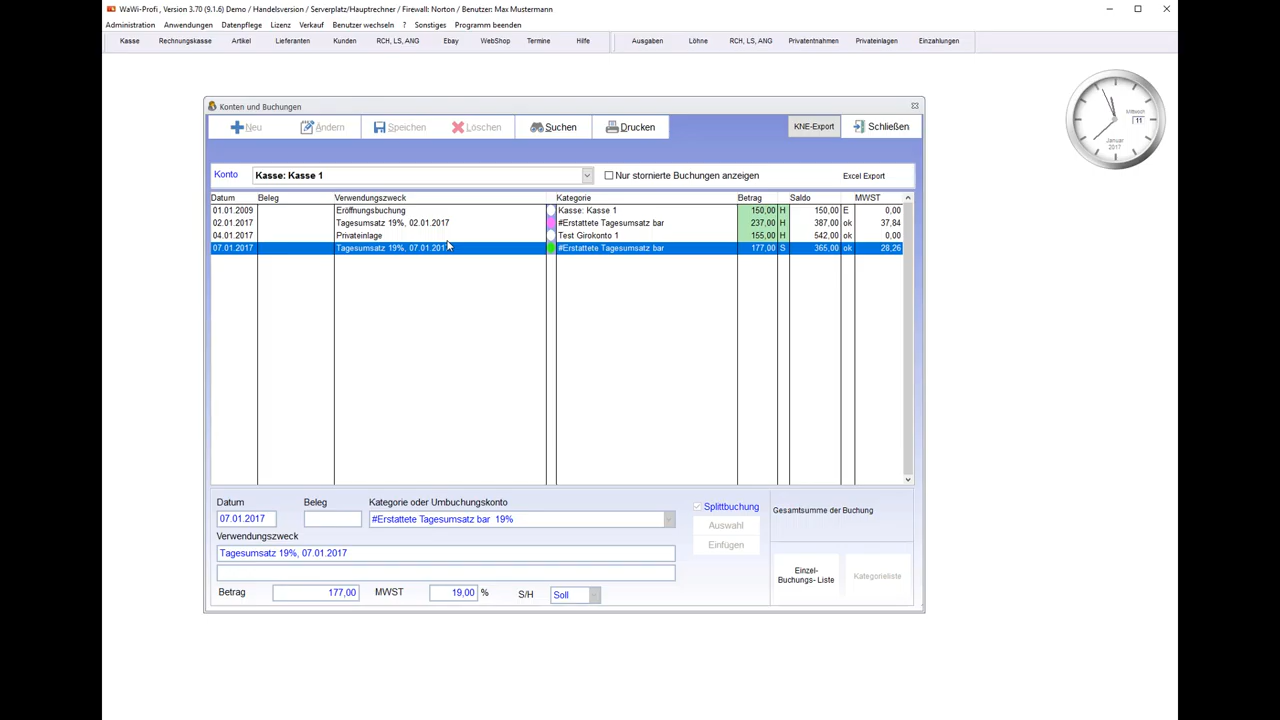 WaWi-Profi , Version 3.70 (9.1.6) Demo / Handelsversion / Serverplatz/Hauptrechner / Firewall: Norton / Benutzer: Max Mustermann
Administration Anwendungen Datenpflege Lizenz Verkauf Benutzer wechseln ? Sonstiges Programm beenden
Kasse Rechnungskasse Artikel Lieferanten Kunden RCH, LS, ANG Ebay WebShop Termine Hilfe Ausgaben Löhne RCH, LS, ANG Privatentnahmen Privateinlagen Einzahlungen
Mittwoch
11
Januar
2017
Konten und Buchungen
Neu Ändern Speichen Löschen Suchen Drucken KNE-Export Schließen
Konto Kasse: Kasse 1 Nur stornierte Buchungen anzeigen Excel Export
Datum Beleg Verwendungszweck Kategorie Betrag Saldo MWST
01.01.2009 Eröffnungsbuchung Kasse: Kasse 1 150,00 H 150,00 E 0,00
02.01.2017 Tagesumsatz 19%, 02.01.2017 #Erstattete Tagesumsatz bar 237,00 H 387,00 ok 37,84
04.01.2017 Privateinlage Test Girokonto 1 155,00 H 542,00 ok 0,00
07.01.2017 Tagesumsatz 19%, 07.01.2017 #Erstattete Tagesumsatz bar 177,00 S 365,00 ok 28,26
Datum Beleg Kategorie oder Umbuchungskonto
07.01.2017 #Erstattete Tagesumsatz bar 19%
Splittbuchung
Auswahl
Einfügen
Gesamtsumme der Buchung
Verwendungszweck
Tagesumsatz 19%, 07.01.2017
Betrag 177,00 MWST 19,00 % S/H Soll
Einzel-
Buchungs- Liste
Kategorieliste